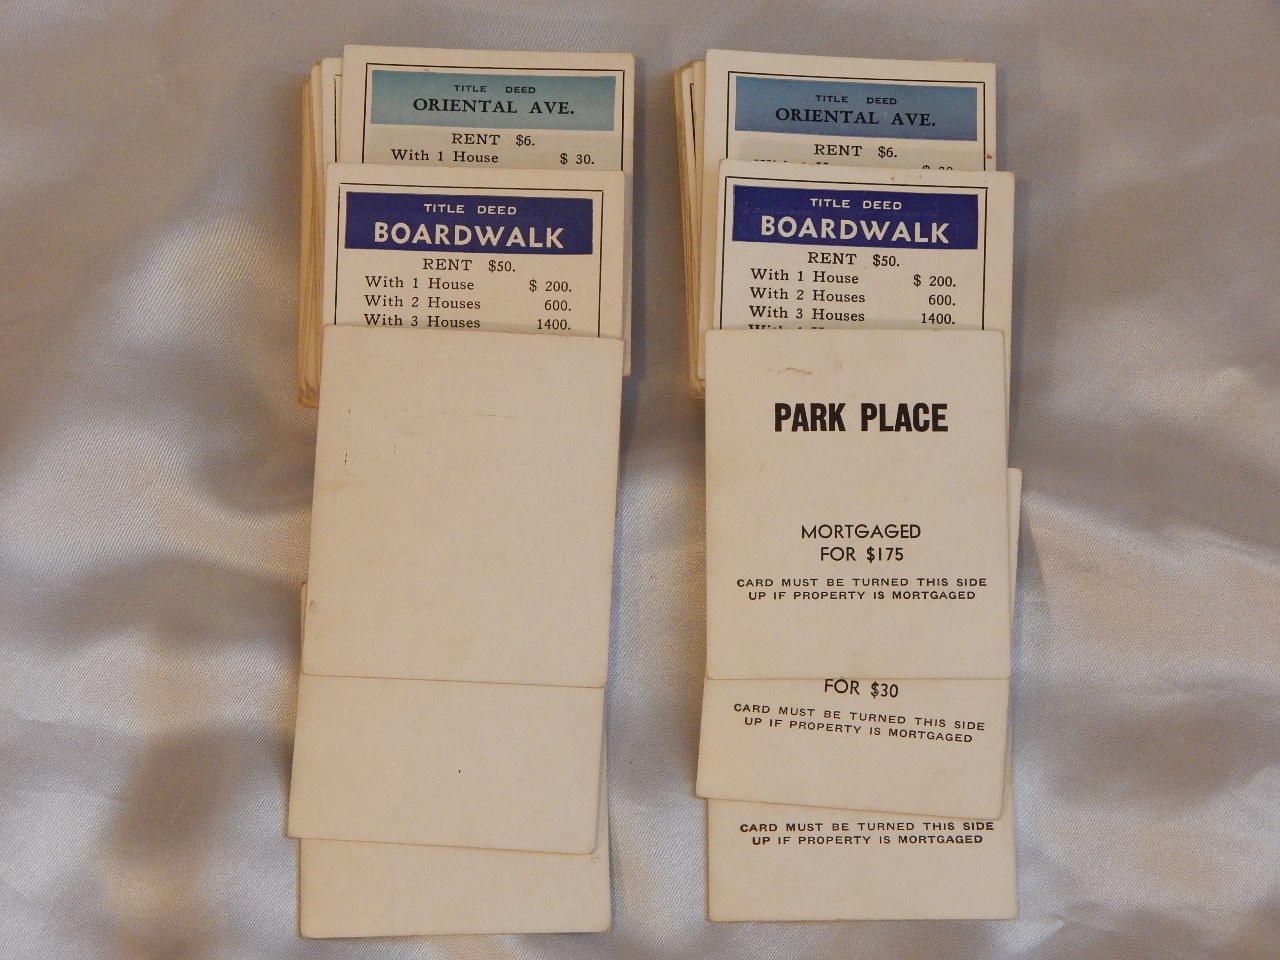 TITLE DEED
ORIENTAL AVE.
RENT $6.
With 1 House $ 30.
TITLE DEED
BOARDWALK
RENT $50.
With 1 House $ 200.
With 2 Houses 600.
With 3 Houses 1400.
TITLE DEED
ORIENTAL AVE.
RENT $6.
TITLE DEED
BOARDWALK
RENT $50.
With 1 House $ 200.
With 2 Houses 600.
With 3 Houses 1400.
PARK PLACE
MORTGAGED
FOR $175
CARD MUST BE TURNED THIS SIDE
UP IF PROPERTY IS MORTGAGED
FOR $30
CARD MUST BE TURNED THIS SIDE
UP IF PROPERTY IS MORTGAGED
CARD MUST BE TURNED THIS SIDE
UP IF PROPERTY IS MORTGAGED